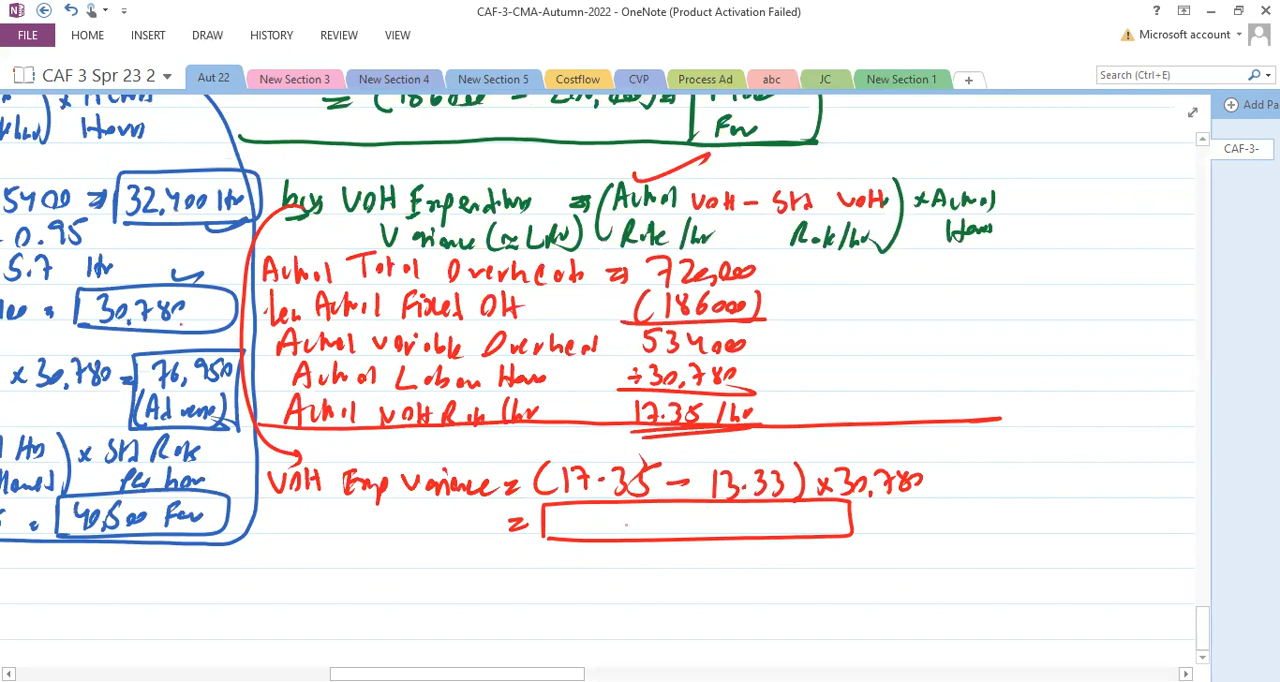 CAF-3-CMA-Autumn-2022 - OneNote (Product Activation Failed)
FILE HOME INSERT DRAW HISTORY REVIEW VIEW
Microsoft account
CAF 3 Spr 23 2 Aut 22 New Section 3 New Section 4 New Section 5 Costflow CVP Process Ad abc JC New Section 1
Search (Ctrl+E)
Add Pa
CAF-3-
Hours
Fav
5400 ⇒ 32,400 Hr
0.95
5.7 Hr
= 30,780
× 30,780 = 76,950
(Adverse)
Hrs × Std Rate
per hour
= 40,500 Fav
VOH Expenditure = (Actual VOH - Std VOH) × Actual
Variance (≈ LRV) Rate/hr Rate/hr Hours
Actual Total Overheads ⇒ 720,000
less Actual Fixed OH (186000)
Actual variable Overhead 534000
Actual Labour Hours ÷30,780
Actual VOH Rate/hr 17.35/hr
VOH Exp Variance = (17.35 - 13.33) × 30,780
=